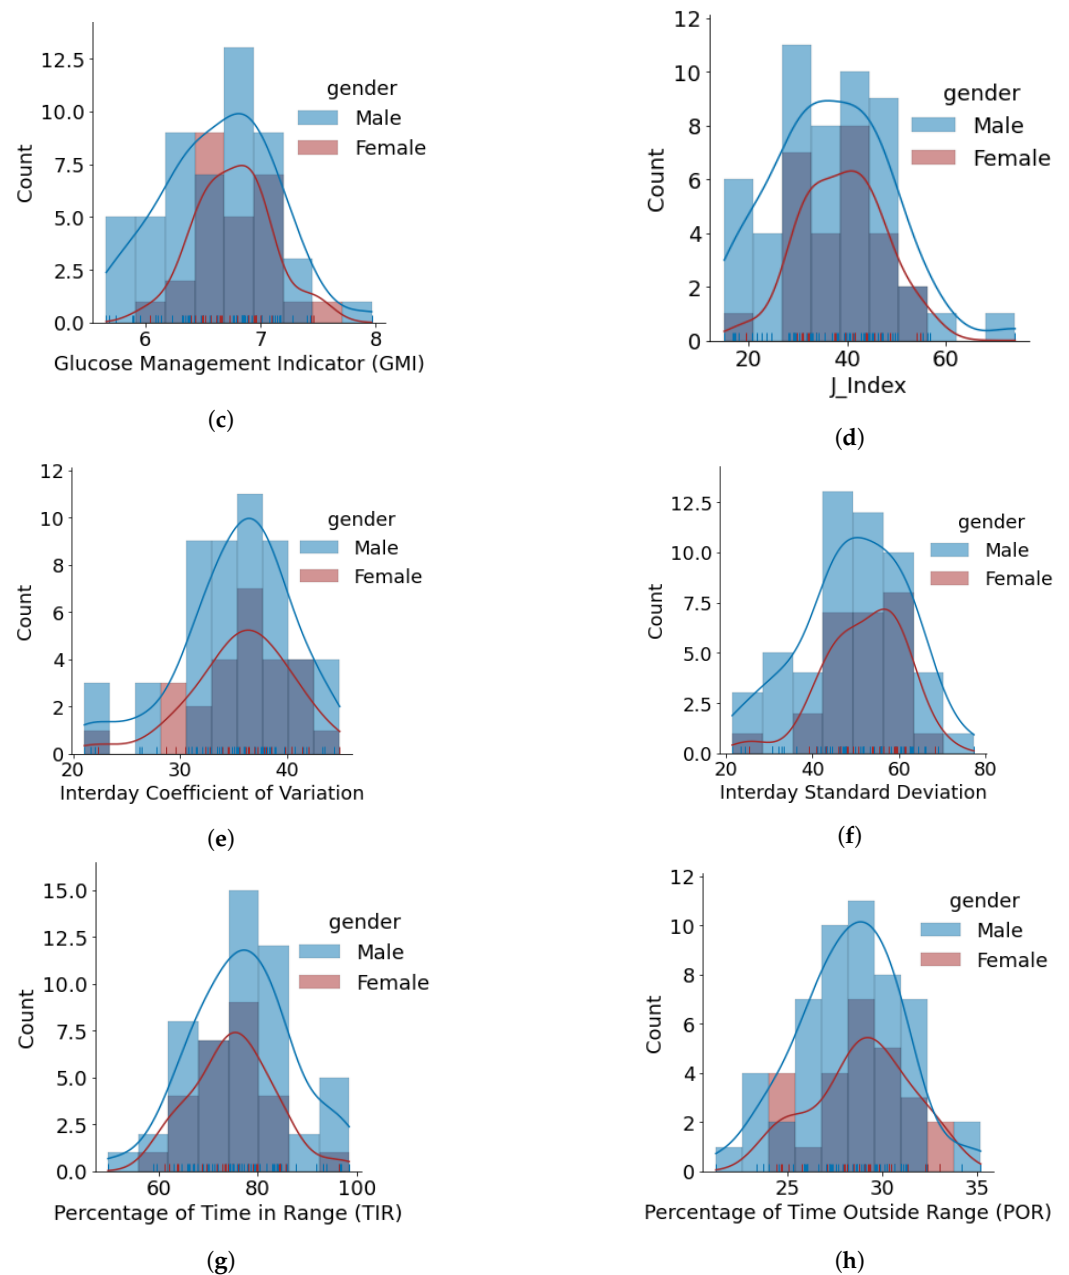 12.5
10.0
7.5
5.0
2.5
0.0
Count
gender
Male
Female
6 7 8
Glucose Management Indicator (GMI)
(c)
12
10
8
6
4
2
0
Count
gender
Male
Female
20 40 60
J_Index
(d)
12
10
8
6
4
2
0
Count
gender
Male
Female
20 30 40
Interday Coefficient of Variation
(e)
12.5
10.0
7.5
5.0
2.5
0.0
Count
gender
Male
Female
20 40 60 80
Interday Standard Deviation
(f)
15.0
12.5
10.0
7.5
5.0
2.5
0.0
Count
gender
Male
Female
60 80 100
Percentage of Time in Range (TIR)
(g)
12
10
8
6
4
2
0
Count
gender
Male
Female
25 30 35
Percentage of Time Outside Range (POR)
(h)